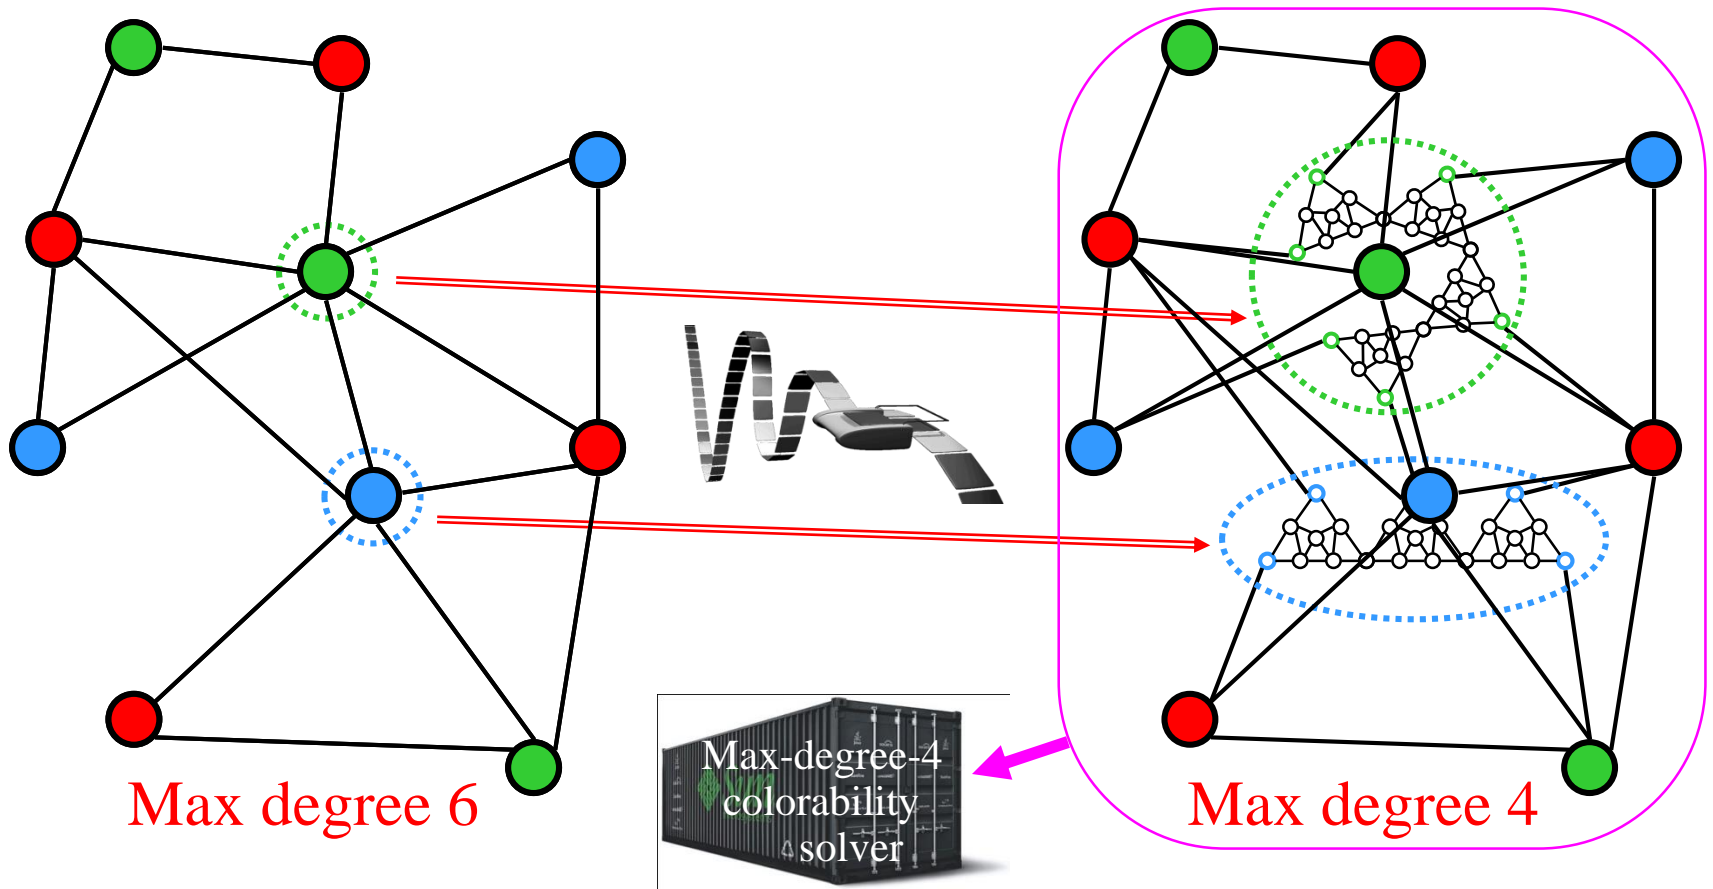 Max-degree-4
colorability
solver
Max degree 6
Max degree 4